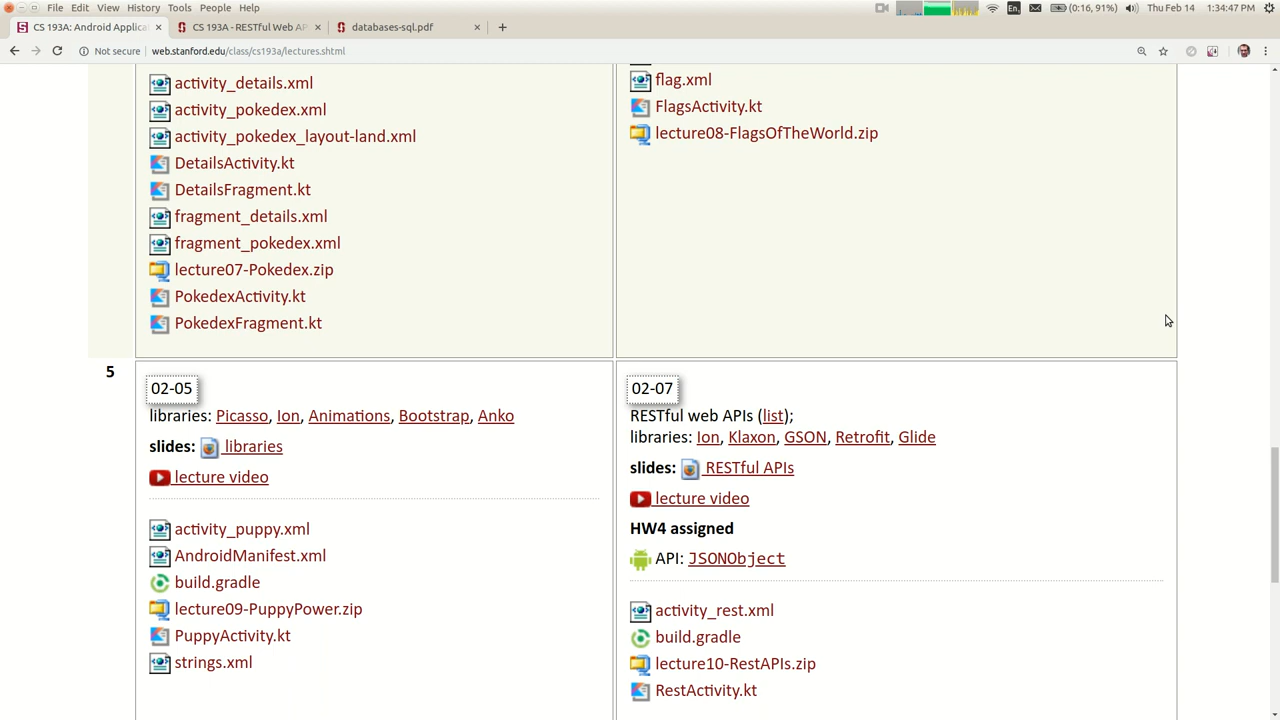 File Edit View History Tools People Help
En (0:16, 91%) Thu Feb 14 1:34:47 PM
CS 193A: Android Applica × CS 193A - RESTful Web AP × databases-sql.pdf × +
Not secure web.stanford.edu/class/cs193a/lectures.shtml
activity_details.xml
activity_pokedex.xml
activity_pokedex_layout-land.xml
DetailsActivity.kt
DetailsFragment.kt
fragment_details.xml
fragment_pokedex.xml
lecture07-Pokedex.zip
PokedexActivity.kt
PokedexFragment.kt
flag.xml
FlagsActivity.kt
lecture08-FlagsOfTheWorld.zip
5
02-05
libraries: Picasso, Ion, Animations, Bootstrap, Anko
slides: libraries
lecture video
activity_puppy.xml
AndroidManifest.xml
build.gradle
lecture09-PuppyPower.zip
PuppyActivity.kt
strings.xml
02-07
RESTful web APIs (list);
libraries: Ion, Klaxon, GSON, Retrofit, Glide
slides: RESTful APIs
lecture video
HW4 assigned
API: JSONObject
activity_rest.xml
build.gradle
lecture10-RestAPIs.zip
RestActivity.kt